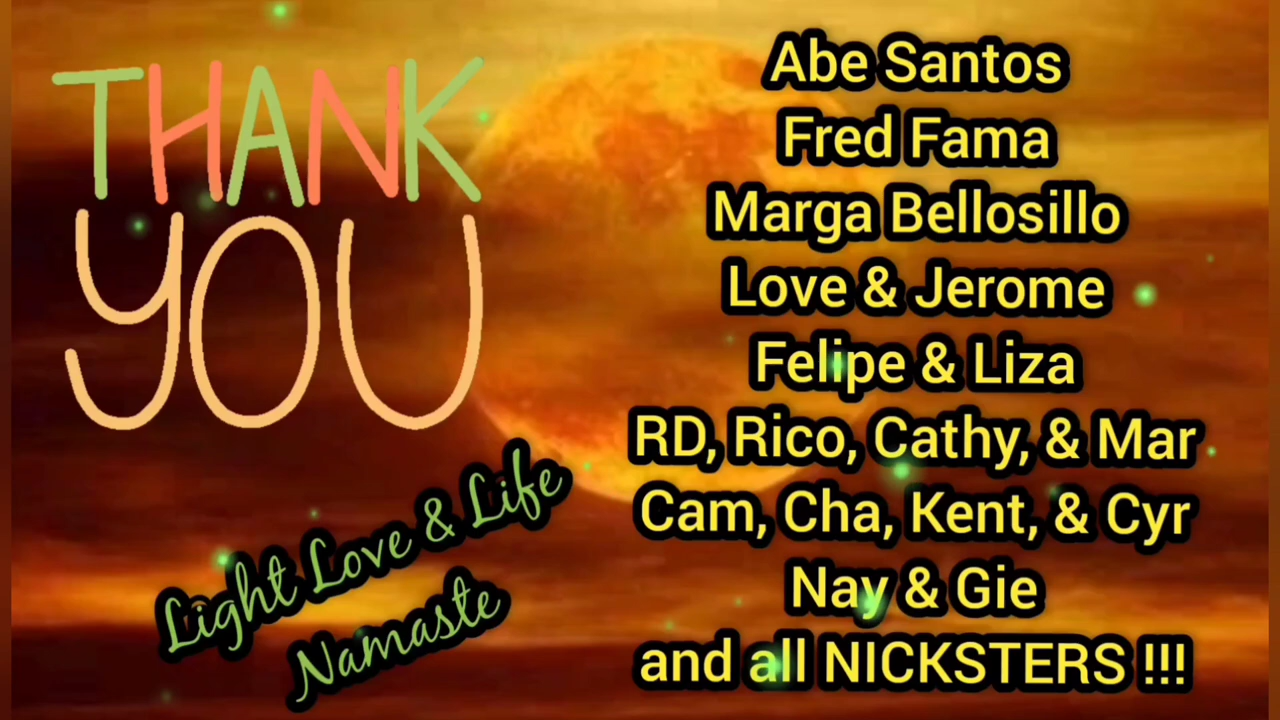 THANK
YOU
Light Love & Life
Namaste
Abe Santos
Fred Fama
Marga Bellosillo
Love & Jerome
Felipe & Liza
RD, Rico, Cathy, & Mar
Cam, Cha, Kent, & Cyr
Nay & Gie
and all NICKSTERS !!!